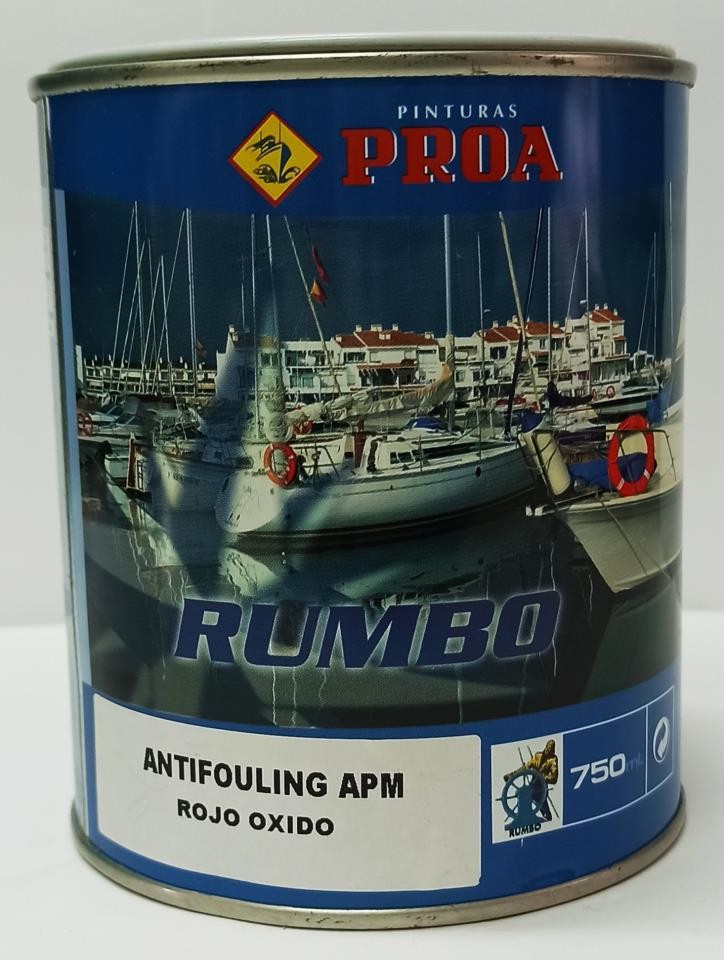 PINTURAS
PROA
RUMBO
ANTIFOULING APM
ROJO OXIDO
RUMBO
750 ml.